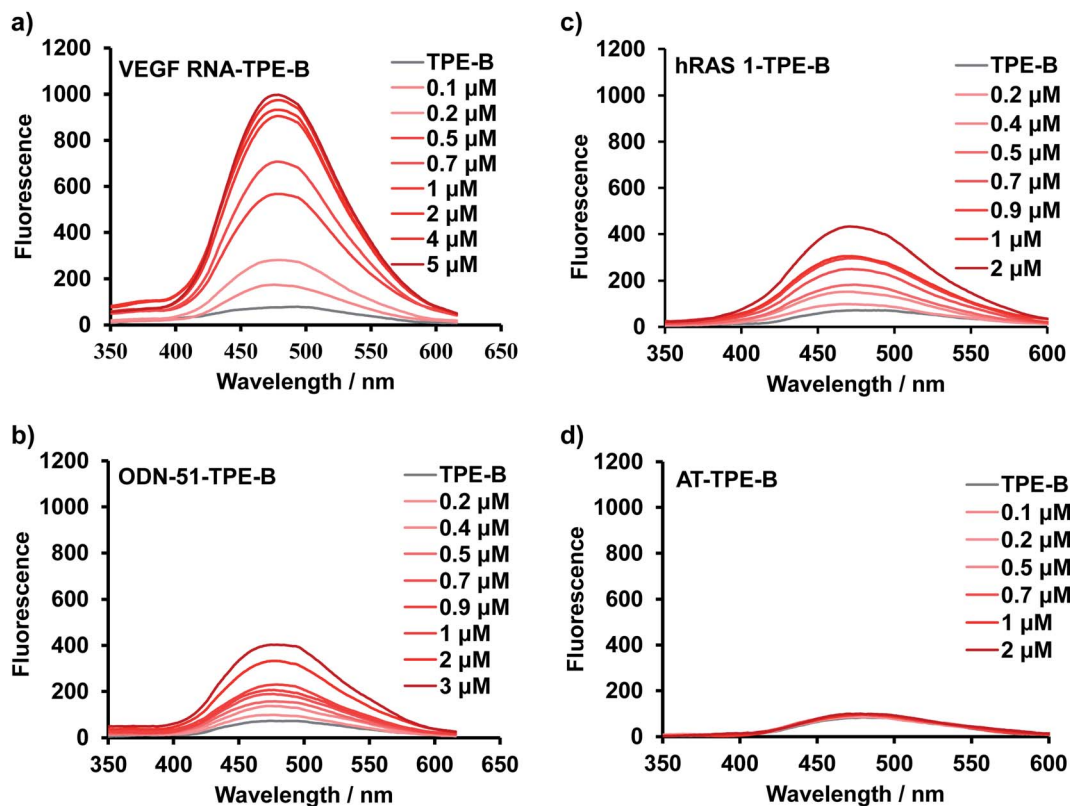 a)
VEGF RNA-TPE-B
TPE-B
0.1 µM
0.2 µM
0.5 µM
0.7 µM
1 µM
2 µM
4 µM
5 µM
1200
1000
800
600
400
200
0
Fluorescence
350 400 450 500 550 600 650
Wavelength / nm
b)
ODN-51-TPE-B
TPE-B
0.2 µM
0.4 µM
0.5 µM
0.7 µM
0.9 µM
1 µM
2 µM
3 µM
1200
1000
800
600
400
200
0
Fluorescence
350 400 450 500 550 600 650
Wavelength / nm
c)
hRAS 1-TPE-B
TPE-B
0.2 µM
0.4 µM
0.5 µM
0.7 µM
0.9 µM
1 µM
2 µM
1200
1000
800
600
400
200
0
Fluorescence
350 400 450 500 550 600
Wavelength / nm
d)
AT-TPE-B
TPE-B
0.1 µM
0.2 µM
0.5 µM
0.7 µM
1 µM
2 µM
1200
1000
800
600
400
200
0
Fluorescence
350 400 450 500 550 600
Wavelength / nm